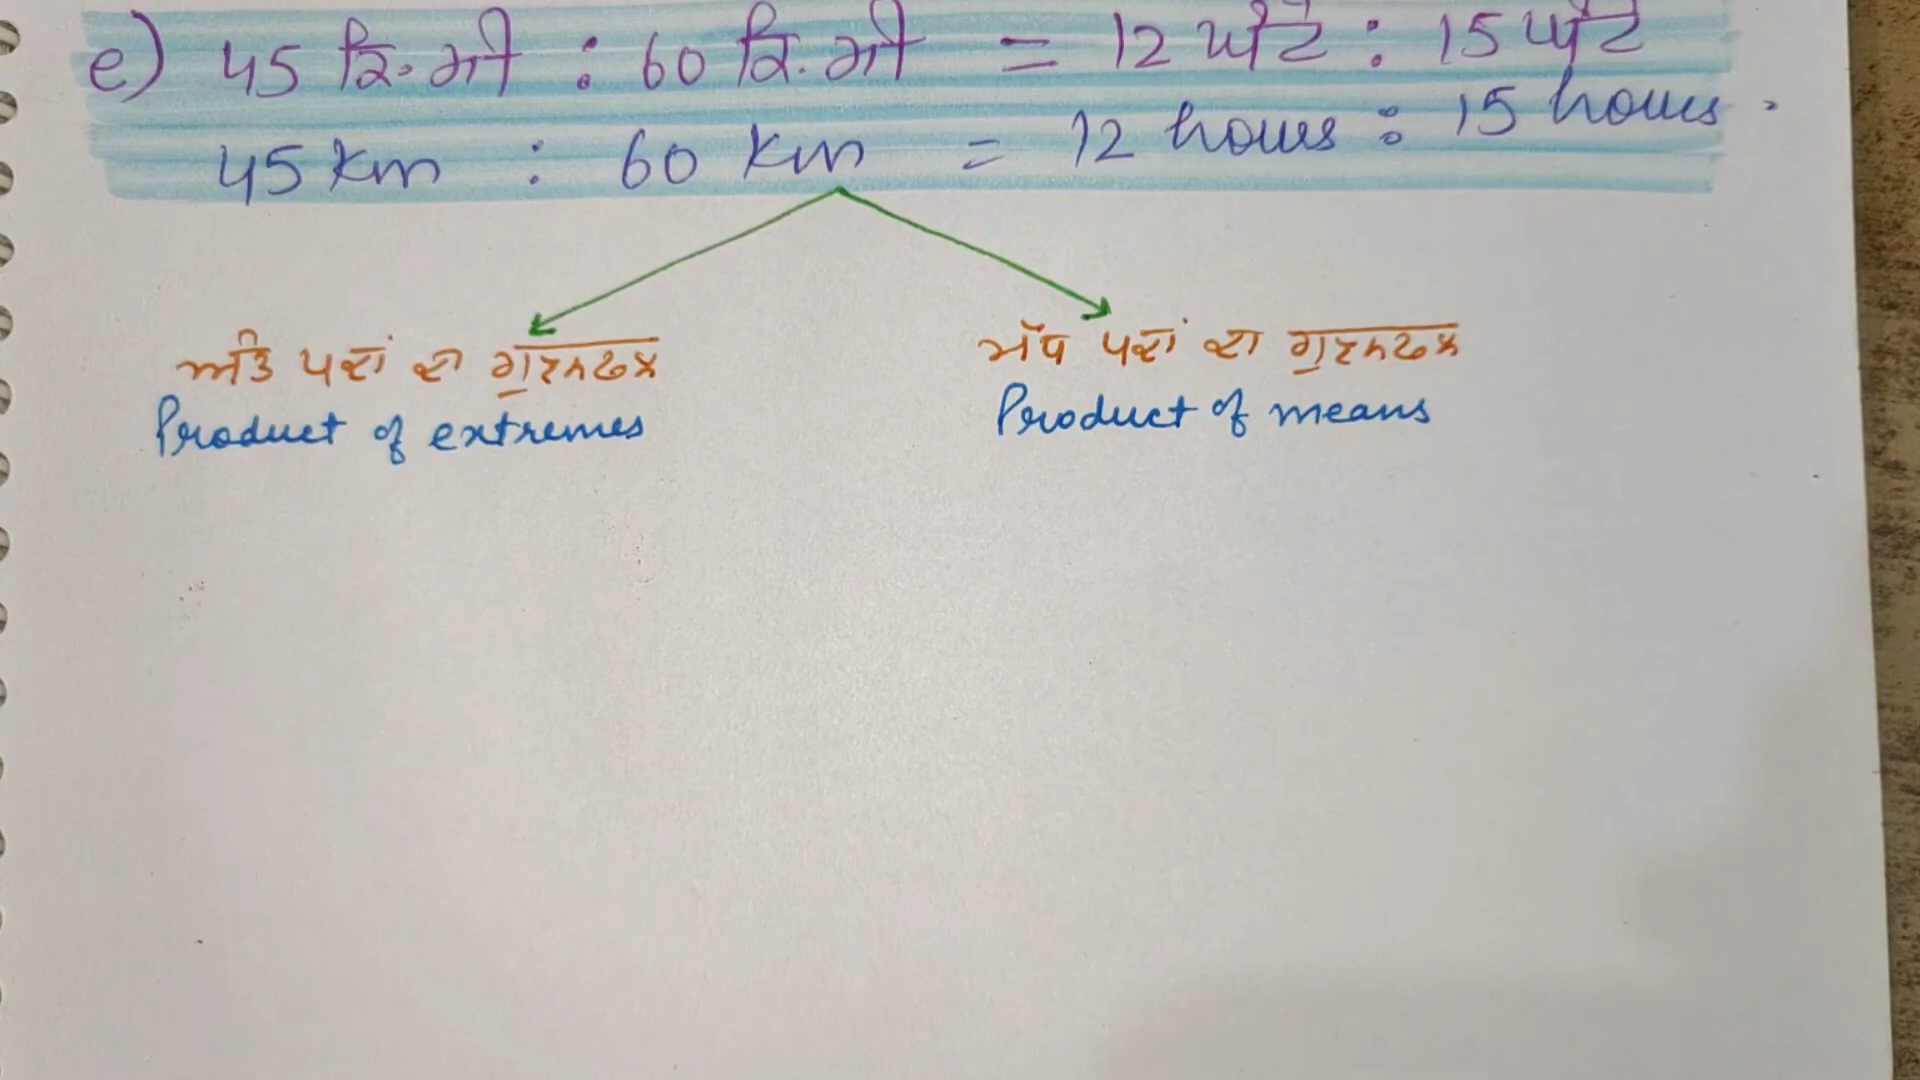 e) 45 ਕਿ.ਮੀ : 60 ਕਿ.ਮੀ = 12 ਘੰਟੇ : 15 ਘੰਟੇ
45 km : 60 km = 12 hours : 15 hours.
ਅੰਤ ਪਦਾਂ ਦਾ ਗੁਣਨਫਲ
ਮੱਧ ਪਦਾਂ ਦਾ ਗੁਣਨਫਲ
Product of extremes
Product of means